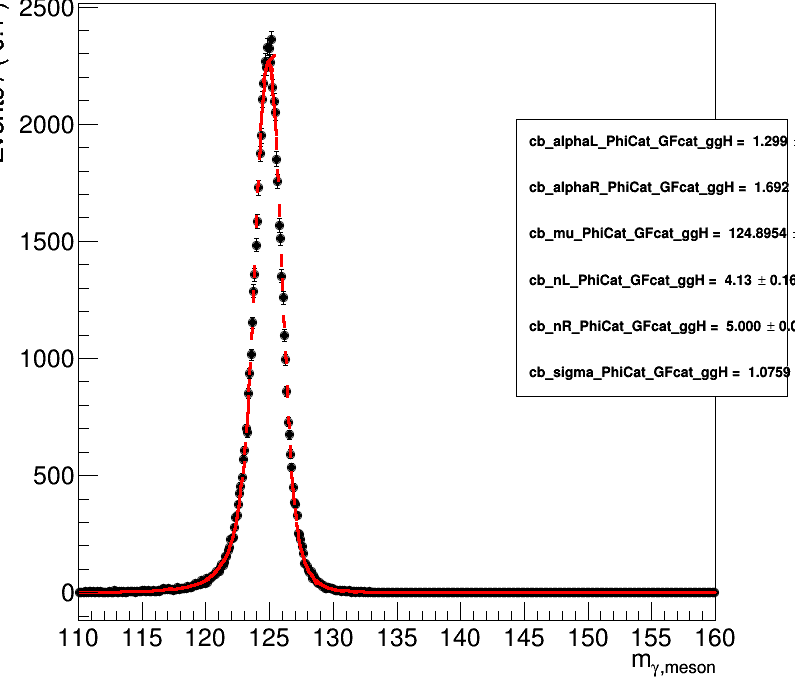 2500
2000
1500
1000
500
0
110 115 120 125 130 135 140 145 150 155 160
mγ,meson
cb_alphaL_PhiCat_GFcat_ggH = 1.299 ±
cb_alphaR_PhiCat_GFcat_ggH = 1.692
cb_mu_PhiCat_GFcat_ggH = 124.8954 ±
cb_nL_PhiCat_GFcat_ggH = 4.13 ± 0.16
cb_nR_PhiCat_GFcat_ggH = 5.000 ± 0.0
cb_sigma_PhiCat_GFcat_ggH = 1.0759